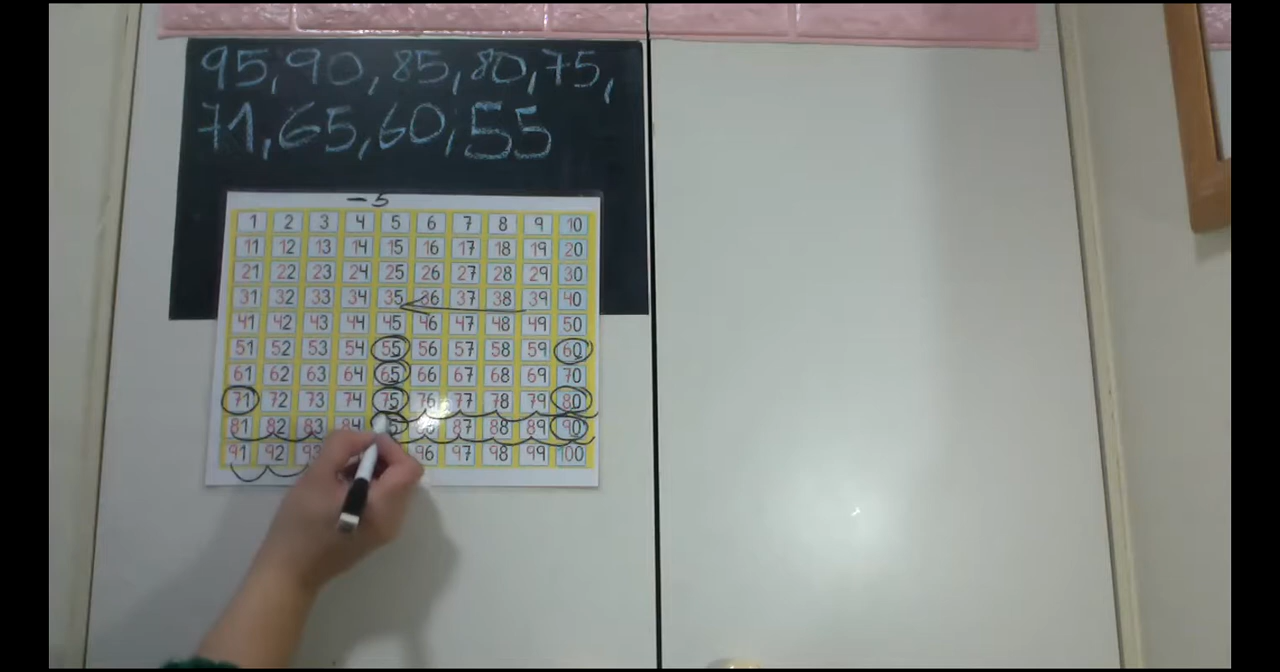 95, 90, 85, 80, 75,
71, 65, 60, 55
- 5
1 2 3 4 5 6 7 8 9 10
11 12 13 14 15 16 17 18 19 20
21 22 23 24 25 26 27 28 29 30
31 32 33 34 35 36 37 38 39 40
41 42 43 44 45 46 47 48 49 50
51 52 53 54 55 56 57 58 59 60
61 62 63 64 65 66 67 68 69 70
71 72 73 74 75 76 77 78 79 80
81 82 83 84 86 87 88 89 90
91 92 96 97 98 99 100